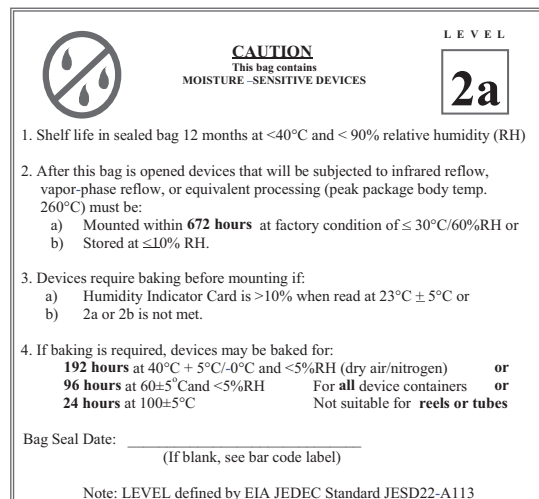 LEVEL
CAUTION
This bag contains
MOISTURE –SENSITIVE DEVICES
2a
1. Shelf life in sealed bag 12 months at <40°C and < 90% relative humidity (RH)
2. After this bag is opened devices that will be subjected to infrared reflow,
vapor-phase reflow, or equivalent processing (peak package body temp.
260°C) must be:
a) Mounted within 672 hours at factory condition of ≤ 30°C/60%RH or
b) Stored at ≤10% RH.
3. Devices require baking before mounting if:
a) Humidity Indicator Card is >10% when read at 23°C ± 5°C or
b) 2a or 2b is not met.
4. If baking is required, devices may be baked for:
192 hours at 40°C + 5°C/-0°C and <5%RH (dry air/nitrogen) or
96 hours at 60±5°Cand <5%RH For all device containers or
24 hours at 100±5°C Not suitable for reels or tubes
Bag Seal Date: ______________________________
(If blank, see bar code label)
Note: LEVEL defined by EIA JEDEC Standard JESD22-A113